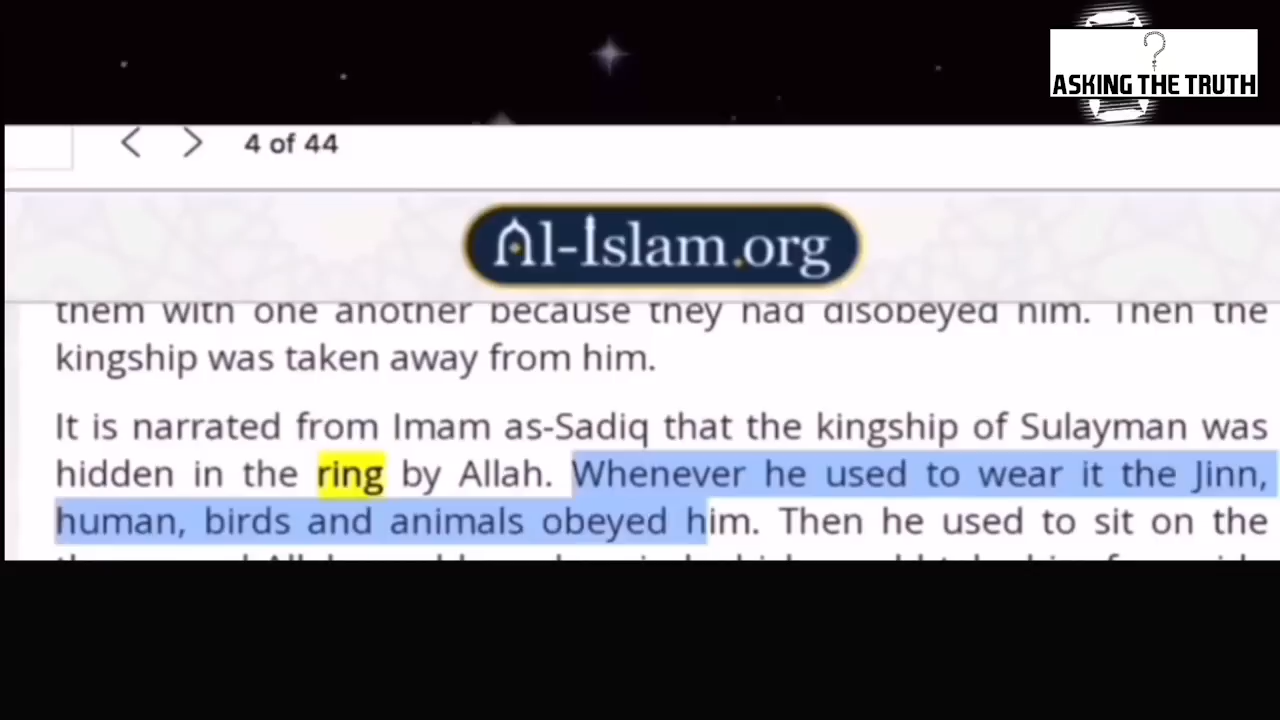 ?
ASKING THE TRUTH
4 of 44
Al-Islam.org
them with one another because they had disobeyed him. Then the
kingship was taken away from him.
It is narrated from Imam as-Sadiq that the kingship of Sulayman was
hidden in the ring by Allah. Whenever he used to wear it the Jinn,
human, birds and animals obeyed him. Then he used to sit on the